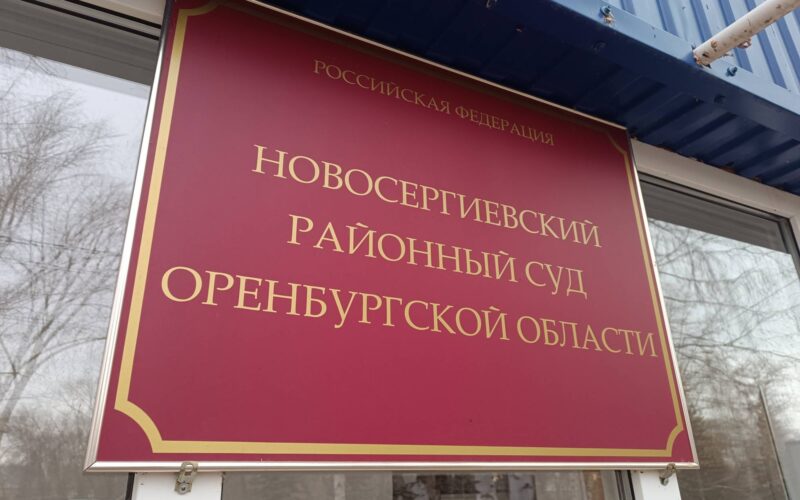 РОССИЙСКАЯ ФЕДЕРАЦИЯ
НОВОСЕРГИЕВСКИЙ
РАЙОННЫЙ СУД
ОРЕНБУРГСКОЙ ОБЛАСТИ